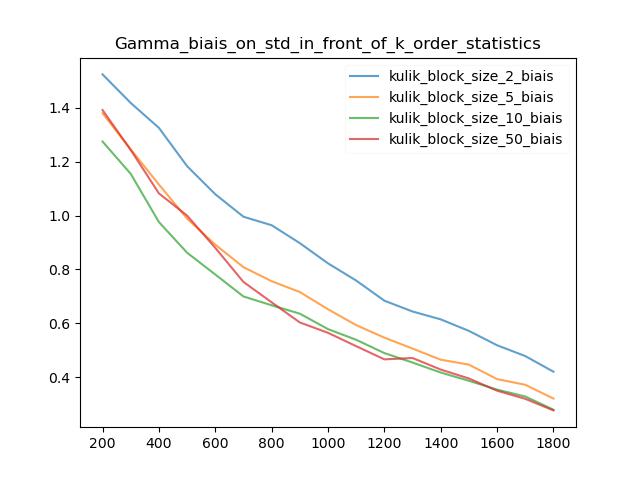 Gamma_biais_on_std_in_front_of_k_order_statistics
kulik_block_size_2_biais
kulik_block_size_5_biais
kulik_block_size_10_biais
kulik_block_size_50_biais
1.4
1.2
1.0
0.8
0.6
0.4
200 400 600 800 1000 1200 1400 1600 1800